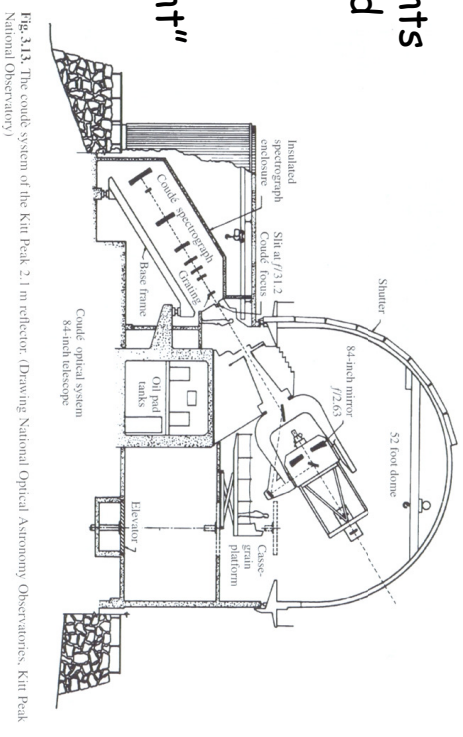 nts
d
nt"
Shutter
52 foot dome
84-inch mirror
f/2.63
Insulated
spectrograph
enclosure
Slit at f/31.2
Coudé focus
Coudé spectrograph
Grating
Base frame
Oil pad
tanks
Casse-
grain
platform
Elevator
Coudé optical system
84-inch telescope
Fig. 3.13. The coudé system of the Kitt Peak 2.1 m reflector. (Drawing National Optical Astronomy Observatories, Kitt Peak
National Observatory)